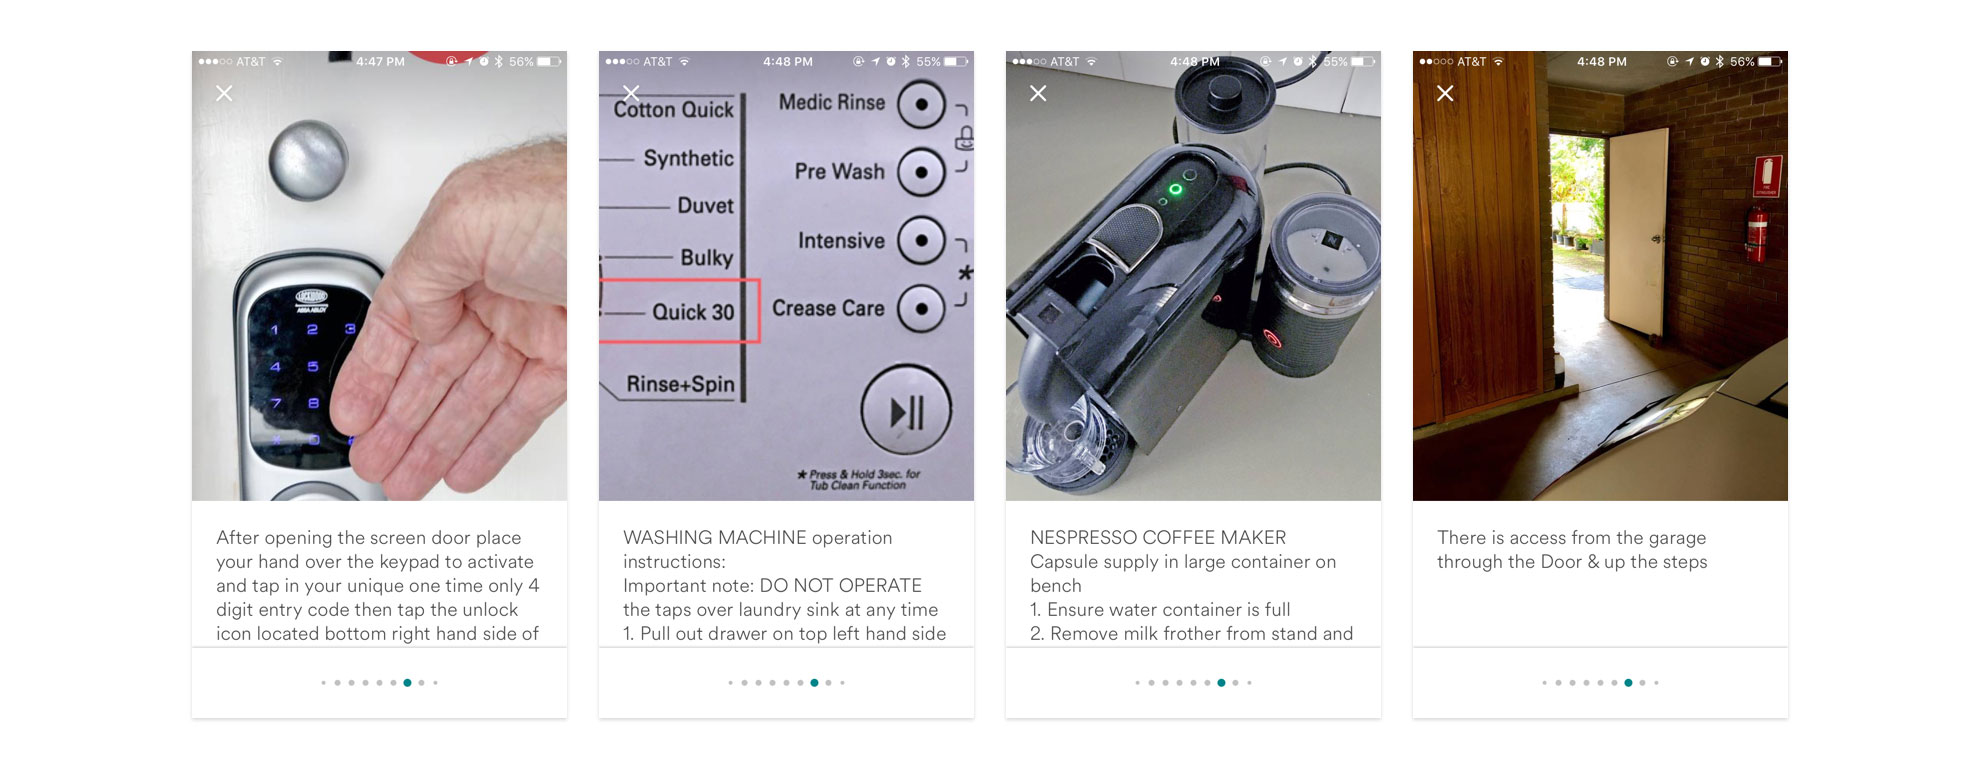 AT&T 4:47 PM 56%
LOCKWOOD
ASSA ABLOY
1 2 3
4 5
7 8
* 0
After opening the screen door place
your hand over the keypad to activate
and tap in your unique one time only 4
digit entry code then tap the unlock
icon located bottom right hand side of
AT&T 4:48 PM 55%
Cotton Quick
Medic Rinse
Synthetic
Pre Wash
Duvet
Intensive
Bulky
*
Quick 30
Crease Care
Rinse+Spin
* Press & Hold 3sec. for
Tub Clean Function
WASHING MACHINE operation
instructions:
Important note: DO NOT OPERATE
the taps over laundry sink at any time
1. Pull out drawer on top left hand side
AT&T 4:48 PM 55%
NESPRESSO COFFEE MAKER
Capsule supply in large container on
bench
1. Ensure water container is full
2. Remove milk frother from stand and
AT&T 4:48 PM 56%
There is access from the garage
through the Door & up the steps